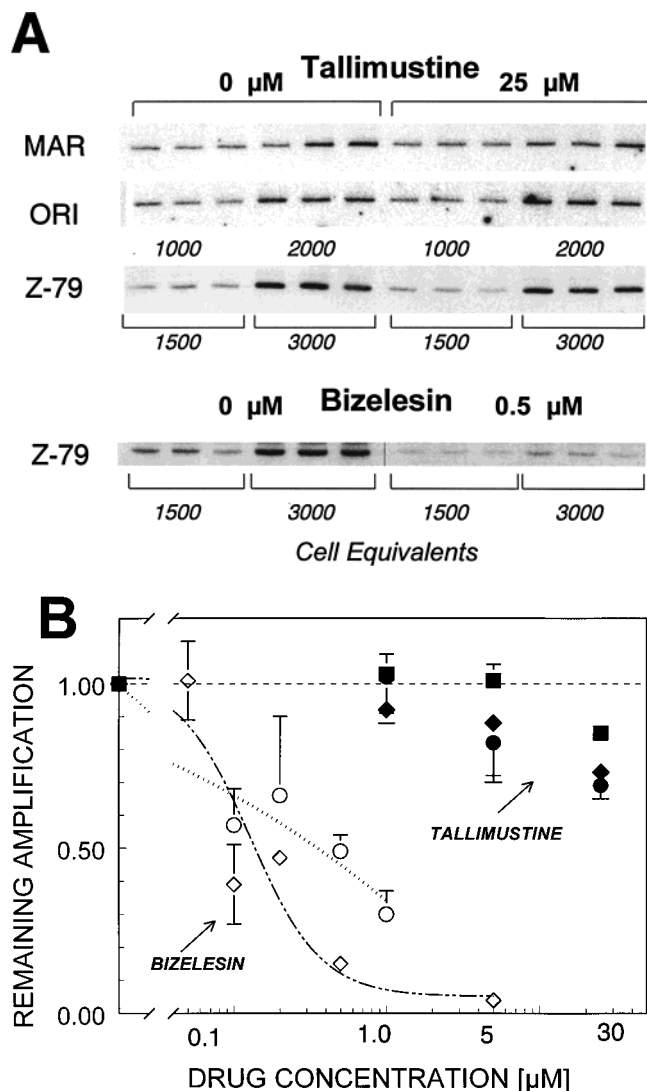 A
Tallimustine
0 µM 25 µM
MAR
ORI
1000 2000 1000 2000
Z-79
1500 3000 1500 3000
0 µM Bizelesin 0.5 µM
Z-79
1500 3000 1500 3000
Cell Equivalents
B
REMAINING AMPLIFICATION
1.00
0.50
0.00
TALLIMUSTINE
BIZELESIN
0.1 1.0 5 30
DRUG CONCENTRATION [µM]